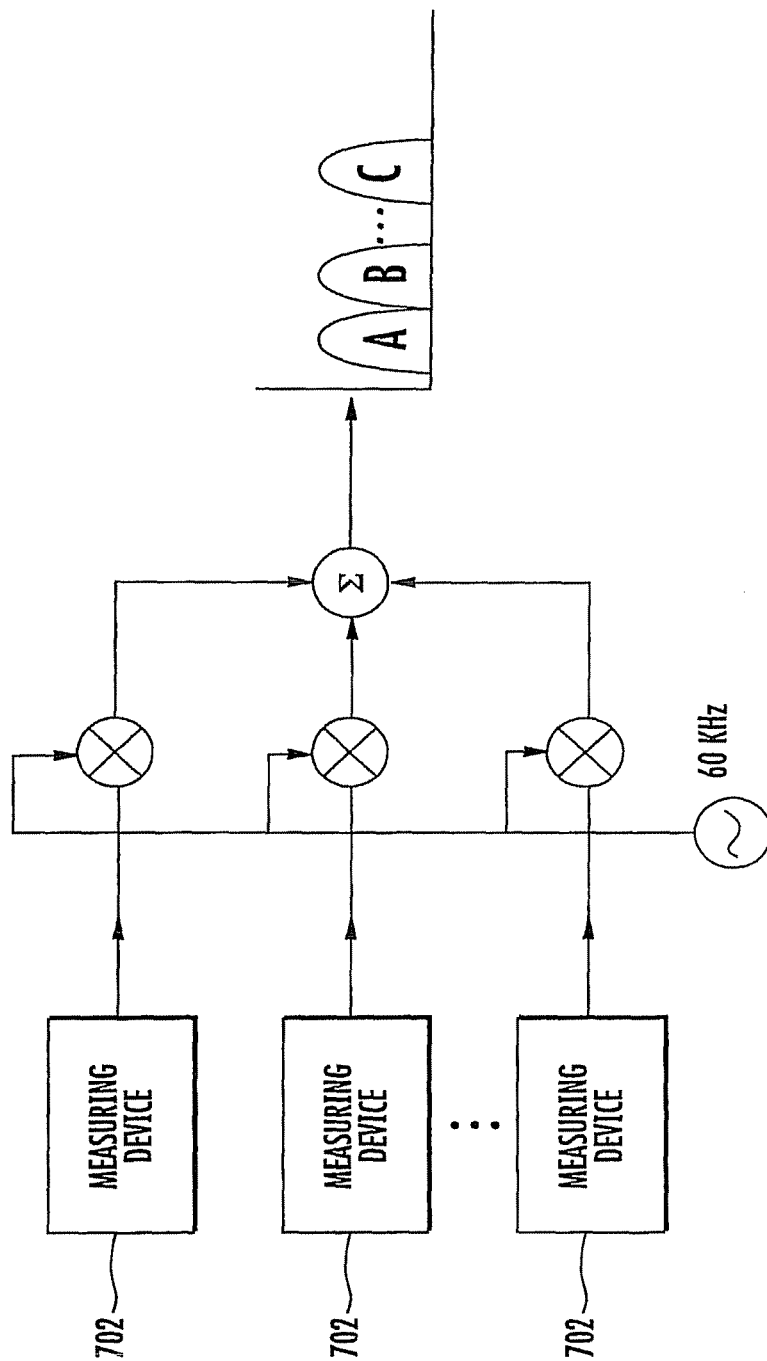 702
MEASURING
DEVICE
702
MEASURING
DEVICE
702
MEASURING
DEVICE
60 KHz
Σ
A
B
C